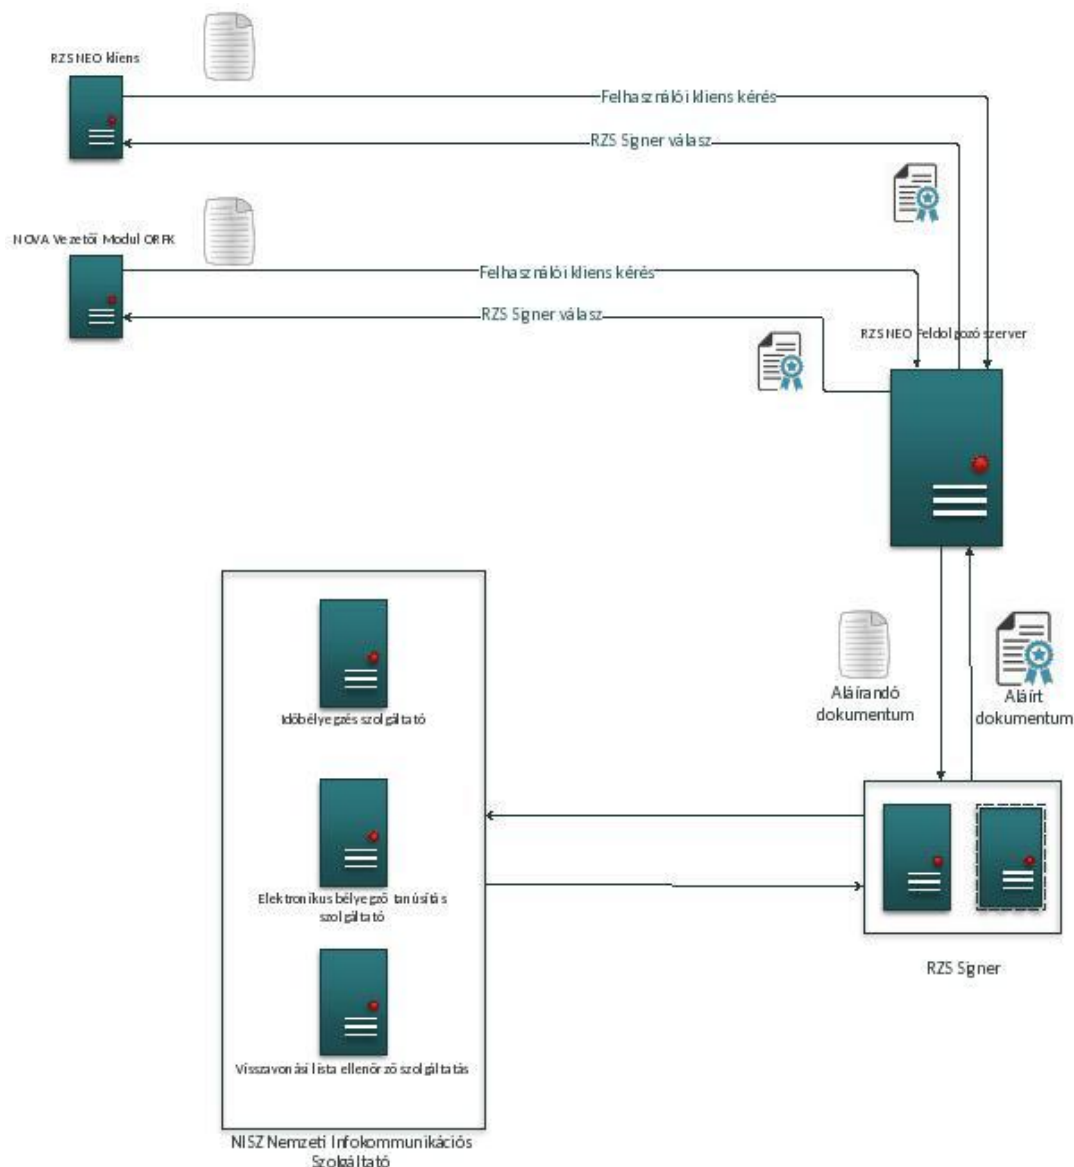 RZS NEO kliens
Felhasználói kliens kérés
RZS Signer válasz
NOVA Vezetői Modul ORFK
Felhasználói kliens kérés
RZS Signer válasz
RZS NEO Feldolgozó szerver
Időbélyegzés szolgáltató
Aláírandó
dokumentum
Aláírt
dokumentum
Elektronikus bélyegző tanúsítás
szolgáltató
RZS Signer
Visszavonási lista ellenőrző szolgáltatás
NISZ Nemzeti Infokommunikációs
Szolgáltató